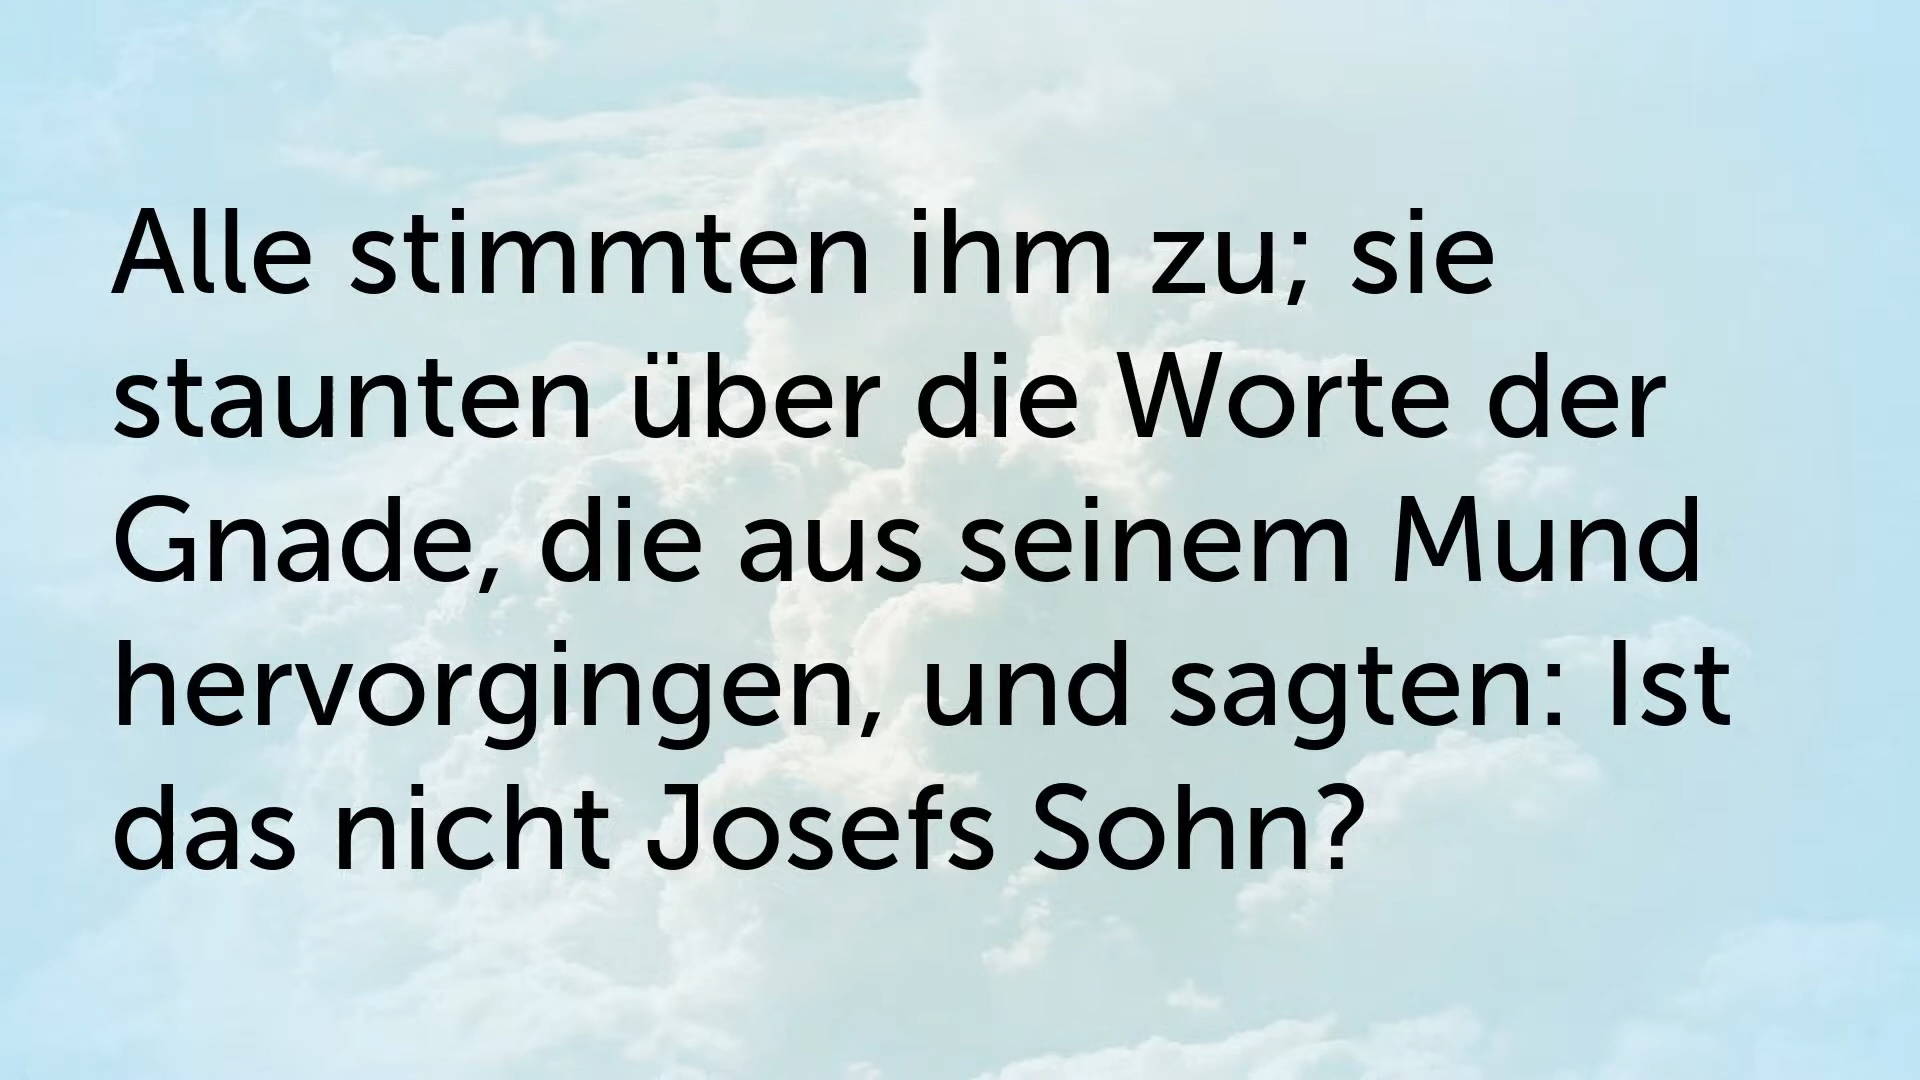 Alle stimmten ihm zu; sie
staunten über die Worte der
Gnade, die aus seinem Mund
hervorgingen, und sagten: Ist
das nicht Josefs Sohn?